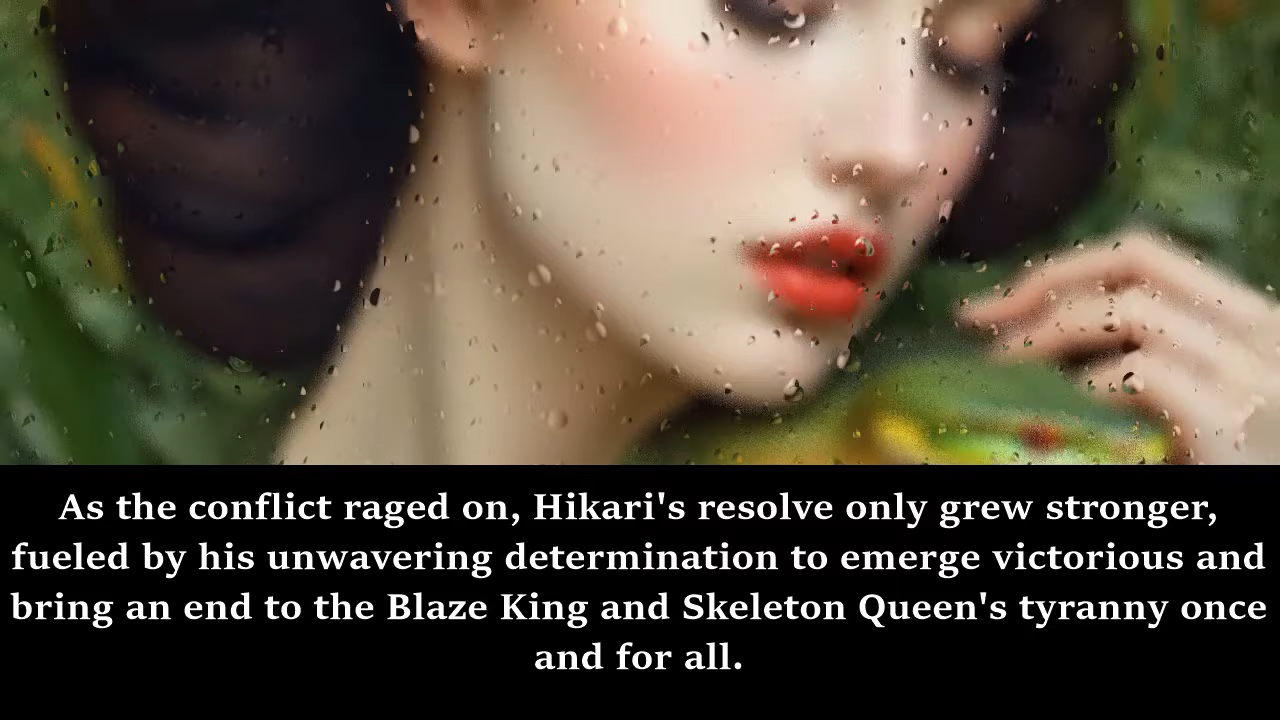 As the conflict raged on, Hikari's resolve only grew stronger,
fueled by his unwavering determination to emerge victorious and
bring an end to the Blaze King and Skeleton Queen's tyranny once
and for all.